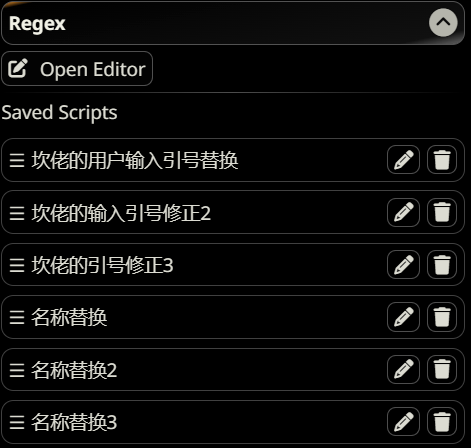 Regex
Open Editor
Saved Scripts
坎佬的用户输入引号替换
坎佬的输入引号修正2
坎佬的引号修正3
名称替换
名称替换2
名称替换3